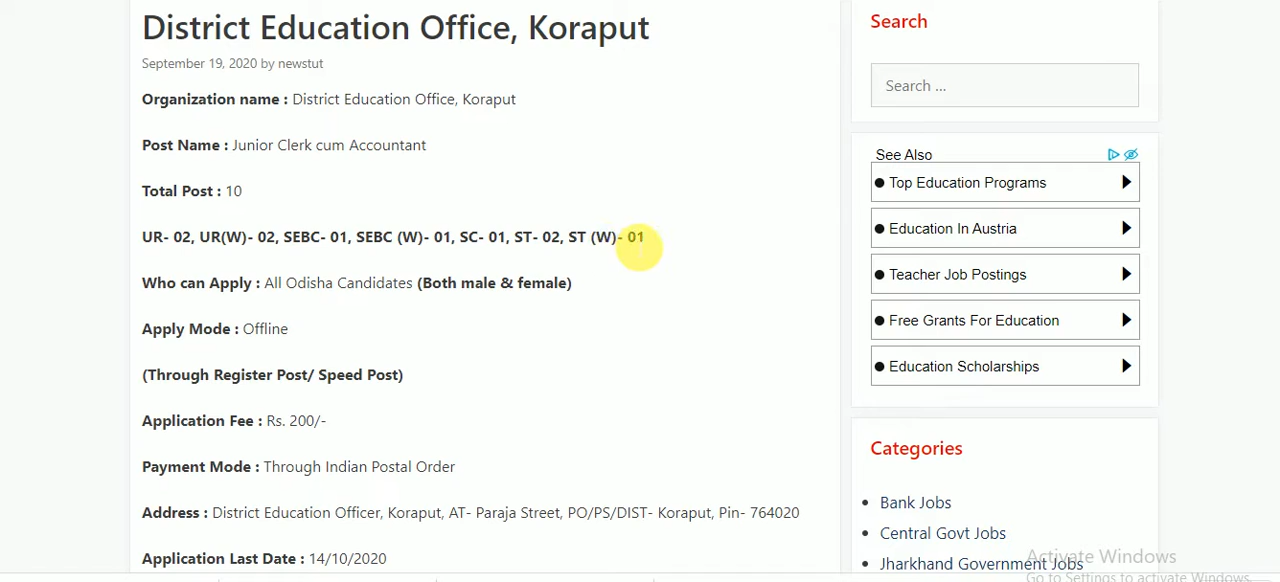 District Education Office, Koraput
September 19, 2020 by newstut
Organization name : District Education Office, Koraput
Post Name : Junior Clerk cum Accountant
Total Post : 10
UR- 02, UR(W)- 02, SEBC- 01, SEBC (W)- 01, SC- 01, ST- 02, ST (W)- 01
Who can Apply : All Odisha Candidates (Both male & female)
Apply Mode : Offline
(Through Register Post/ Speed Post)
Application Fee : Rs. 200/-
Payment Mode : Through Indian Postal Order
Address : District Education Officer, Koraput, AT- Paraja Street, PO/PS/DIST- Koraput, Pin- 764020
Application Last Date : 14/10/2020
Search
Search ...
See Also
Top Education Programs
Education In Austria
Teacher Job Postings
Free Grants For Education
Education Scholarships
Categories
Bank Jobs
Central Govt Jobs
Jharkhand Government Jobs
Activate Windows
Go to Settings to activate Windows.